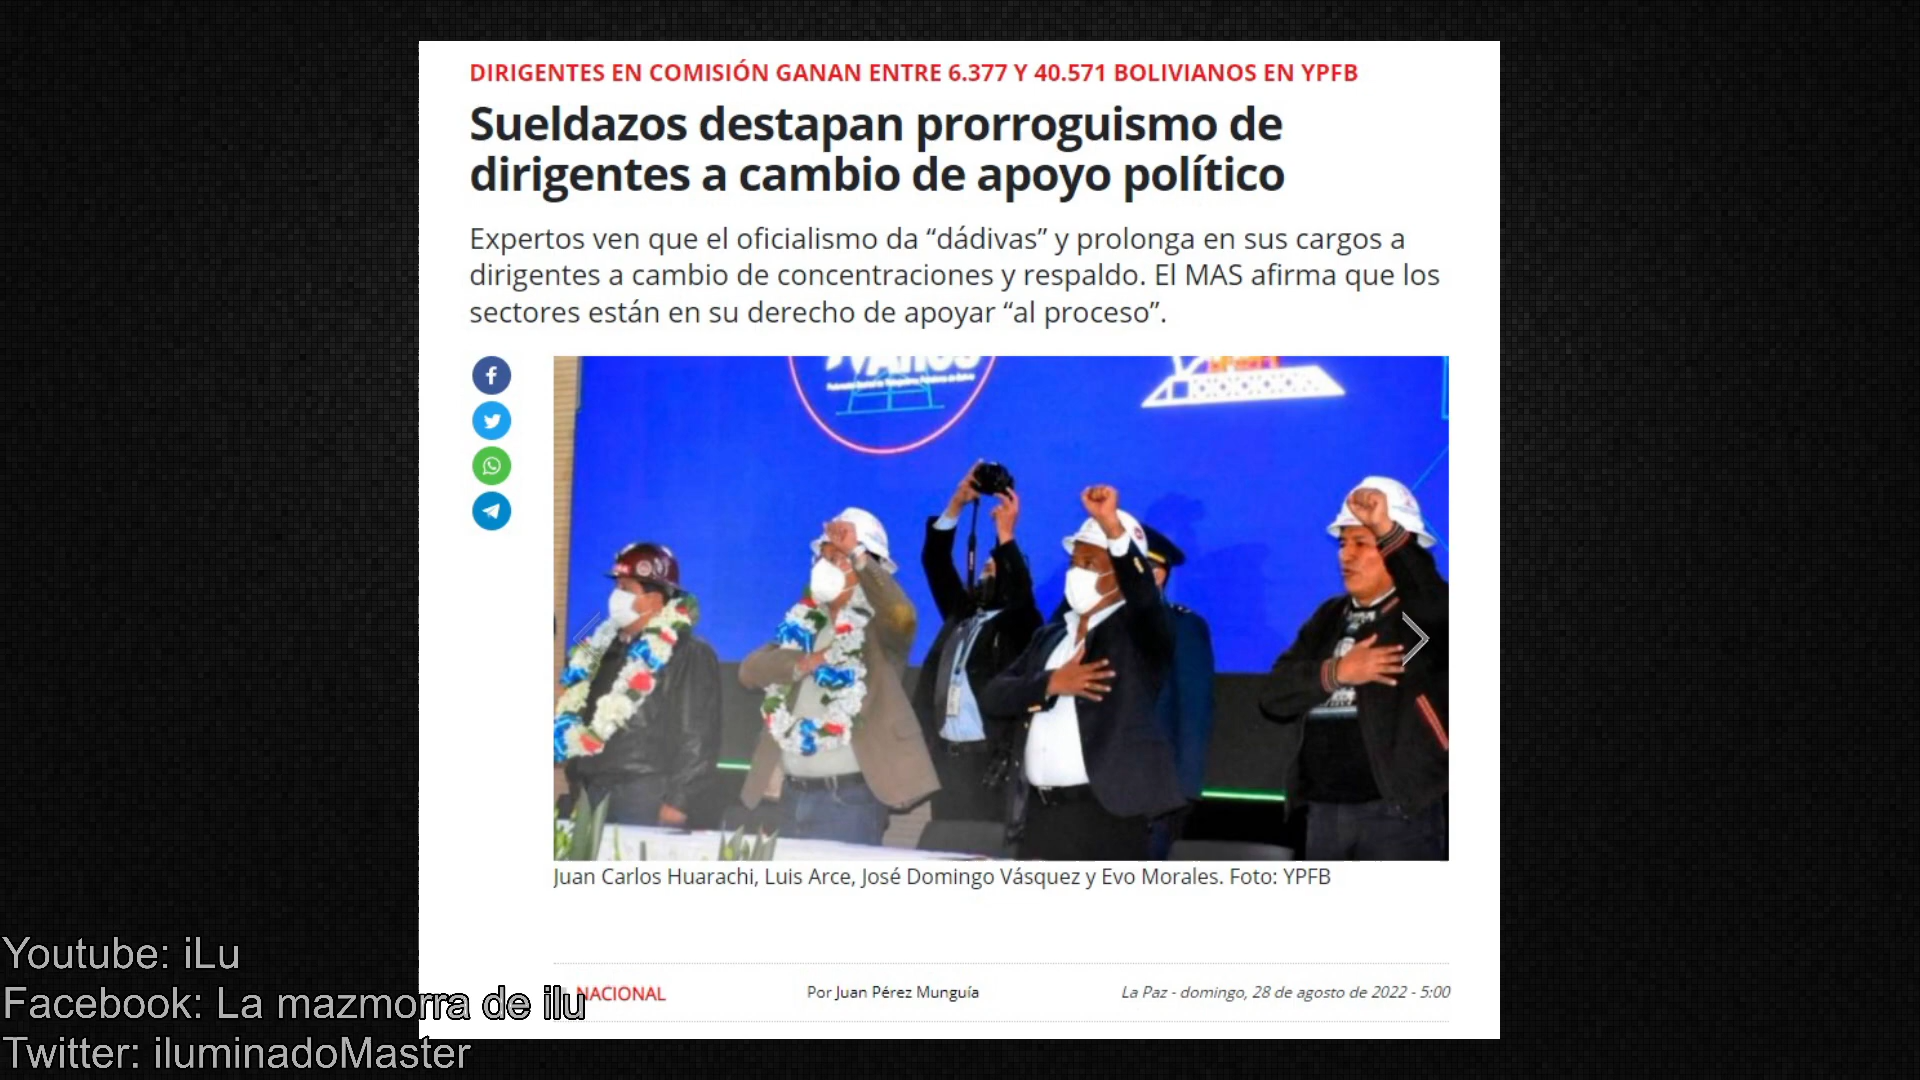 DIRIGENTES EN COMISIÓN GANAN ENTRE 6.377 Y 40.571 BOLIVIANOS EN YPFB
Sueldazos destapan prorroguismo de
dirigentes a cambio de apoyo político
Expertos ven que el oficialismo da “dádivas” y prolonga en sus cargos a
dirigentes a cambio de concentraciones y respaldo. El MAS afirma que los
sectores están en su derecho de apoyar “al proceso”.
Juan Carlos Huarachi, Luis Arce, José Domingo Vásquez y Evo Morales. Foto: YPFB
NACIONAL
Por Juan Pérez Munguía
La Paz - domingo, 28 de agosto de 2022 - 5:00
Youtube: iLu
Facebook: La mazmorra de ilu
Twitter: iluminadoMaster